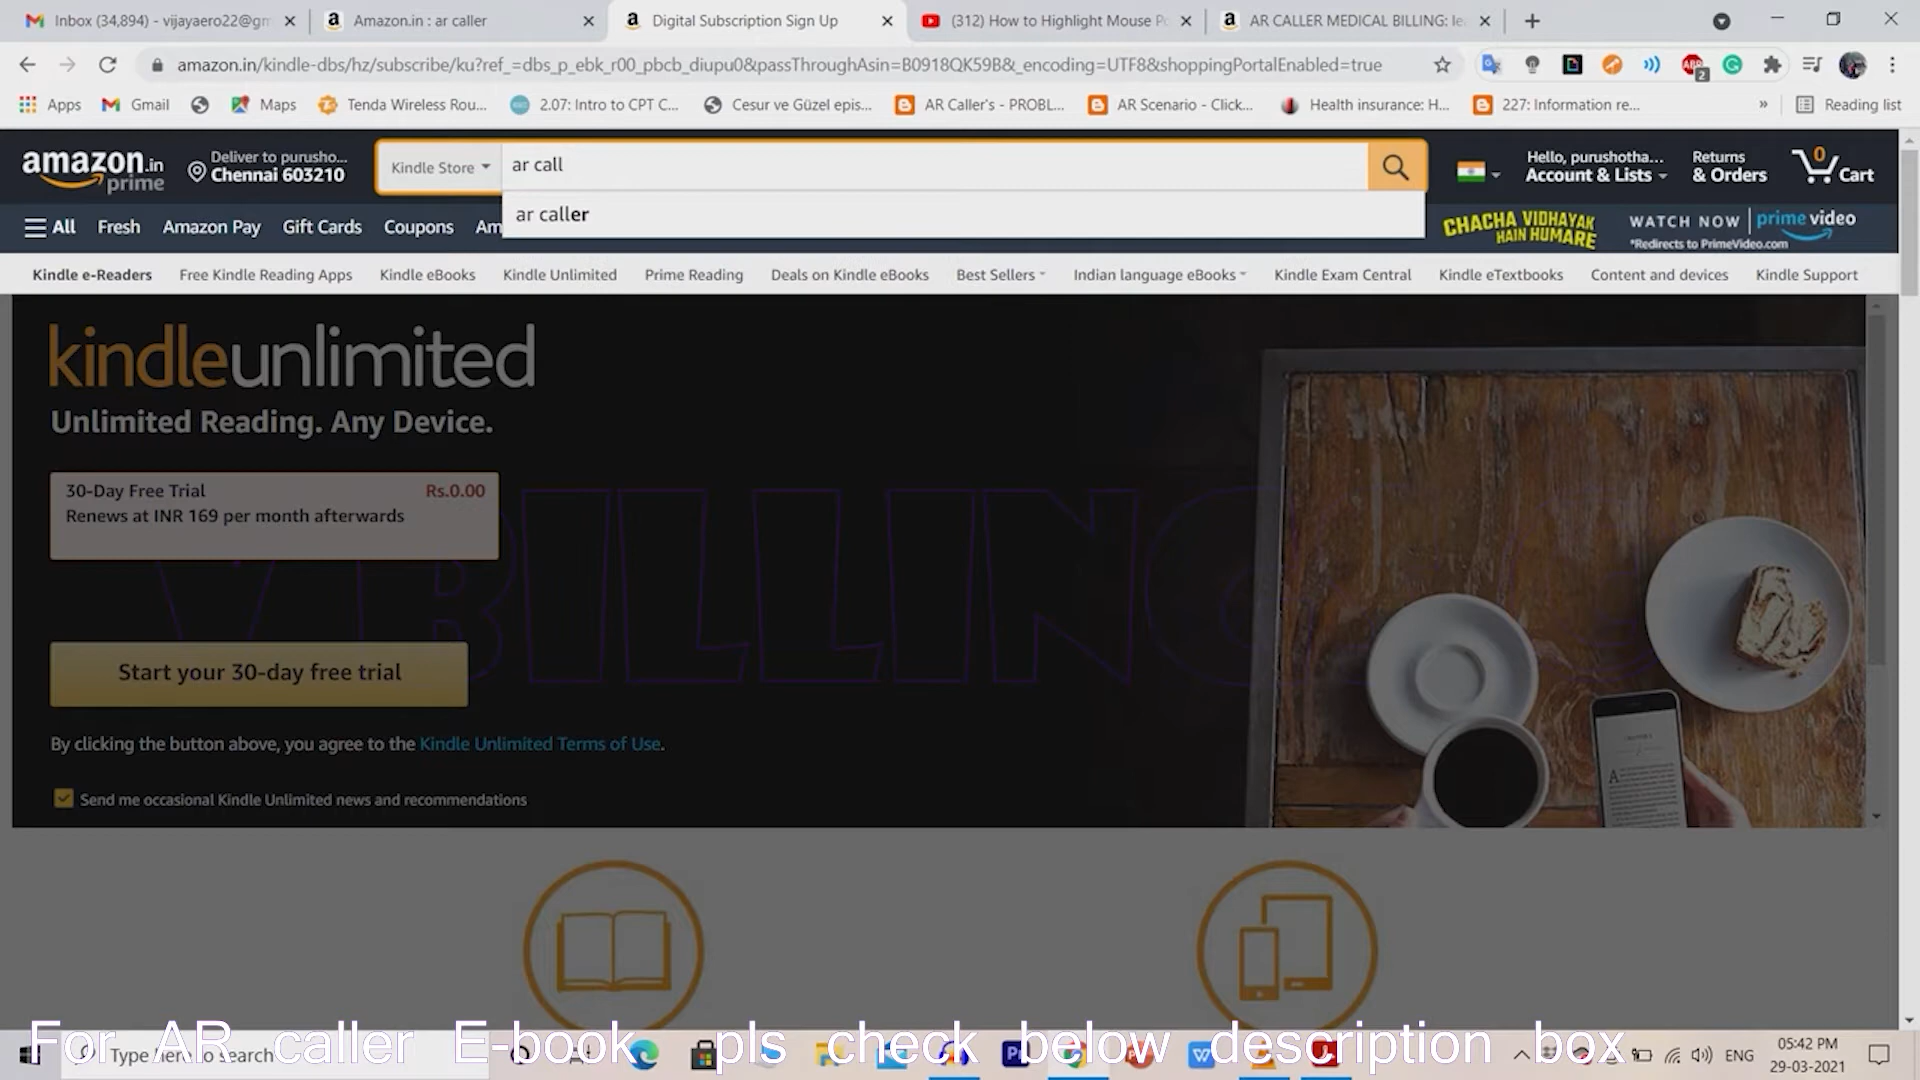 Inbox (34,894) - vijayaero22@gm
Amazon.in : ar caller
Digital Subscription Sign Up
(312) How to Highlight Mouse Po
AR CALLER MEDICAL BILLING: le
amazon.in/kindle-dbs/hz/subscribe/ku?ref_=dbs_p_ebk_r00_pbcb_diupu0&passThroughAsin=B0918QK59B&_encoding=UTF8&shoppingPortalEnabled=true
Apps
Gmail
Maps
Tenda Wireless Rou...
2.07: Intro to CPT C...
Cesur ve Güzel epis...
AR Caller's - PROBL...
AR Scenario - Click...
Health insurance: H...
227: Information re...
»
Reading list
amazon.in
prime
Deliver to purusho...
Chennai 603210
Kindle Store
ar call
Hello, purushotha...
Account & Lists
Returns
& Orders
0
Cart
ar caller
All
Fresh
Amazon Pay
Gift Cards
Coupons
Am
CHACHA VIDHAYAK
HAIN HUMARE
WATCH NOW
prime video
*Redirects to PrimeVideo.com
Kindle e-Readers
Free Kindle Reading Apps
Kindle eBooks
Kindle Unlimited
Prime Reading
Deals on Kindle eBooks
Best Sellers
Indian language eBooks
Kindle Exam Central
Kindle eTextbooks
Content and devices
Kindle Support
kindleunlimited
Unlimited Reading. Any Device.
30-Day Free Trial
Rs.0.00
Renews at INR 169 per month afterwards
BILLING
Start your 30-day free trial
By clicking the button above, you agree to the Kindle Unlimited Terms of Use.
Send me occasional Kindle Unlimited news and recommendations
For AR caller E-book pls check below description box
Type here to search
ENG
05:42 PM
29-03-2021